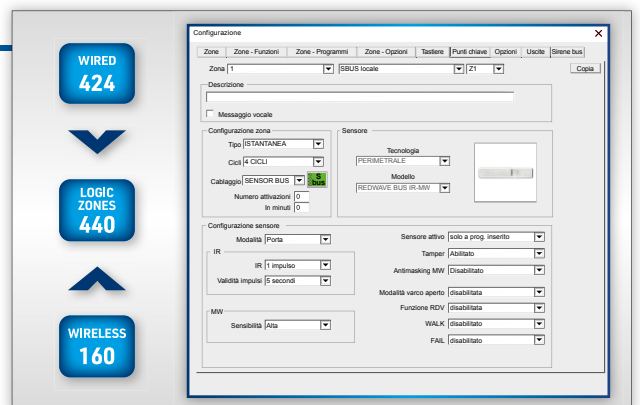 WIRED
424
LOGIC
ZONES
440
WIRELESS
160
Configurazione X
Zone Zone - Funzioni Zone - Programmi Zone - Opzioni Tastiere Punti chiave Opzioni Uscite Sirene bus
Zona 1 SBUS locale Z1 Copia
Descrizione
Messaggio vocale
Configurazione zona
Tipo ISTANTANEA
Cicli 4 CICLI
Cablaggio SENSOR BUS S bus
Numero attivazioni 0
In minuti 0
Sensore
Tecnologia
PERIMETRALE
Modello
REDWAVE BUS IR-MW
Configurazione sensore
Modalità Porta
IR
IR 1 impulso
Validità impulsi 5 secondi
MW
Sensibilità Alta
Sensore attivo solo a prog. inserito
Tamper Abilitato
Antimasking MW Disabilitato
Modalità varco aperto disabilitata
Funzione RDV disabilitata
WALK disabilitato
FAIL disabilitato